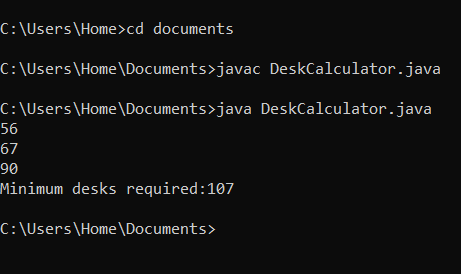 C:\Users\Home>cd documents
C:\Users\Home\Documents>javac DeskCalculator.java
C:\Users\Home\Documents>java DeskCalculator.java
56
67
90
Minimum desks required:107
C:\Users\Home\Documents>